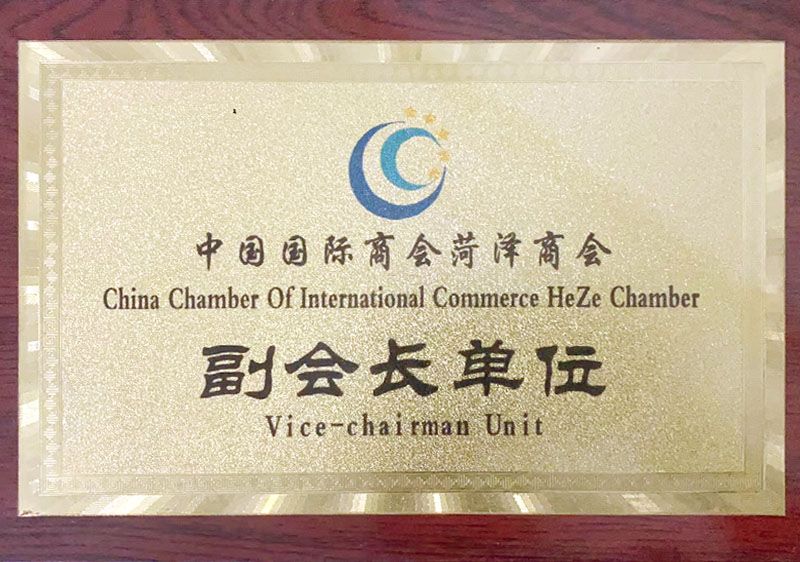 中国国际商会菏泽商会
China Chamber Of International Commerce HeZe Chamber
副会长单位
Vice-chairman Unit